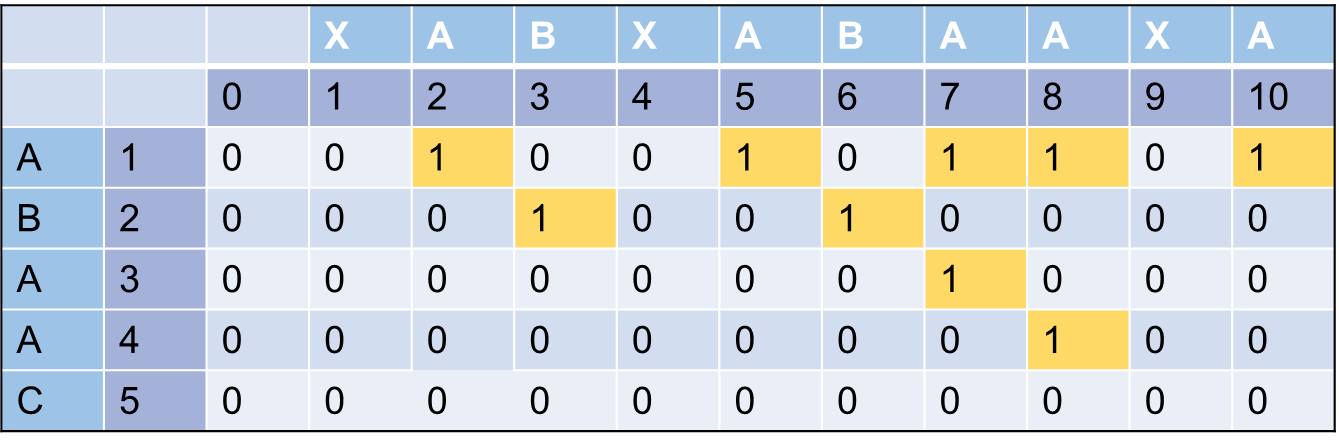 X A B X A B A A X A
0 1 2 3 4 5 6 7 8 9 10
A 1 0 0 1 0 0 1 0 1 1 0 1
B 2 0 0 0 1 0 0 1 0 0 0 0
A 3 0 0 0 0 0 0 0 1 0 0 0
A 4 0 0 0 0 0 0 0 0 1 0 0
C 5 0 0 0 0 0 0 0 0 0 0 0